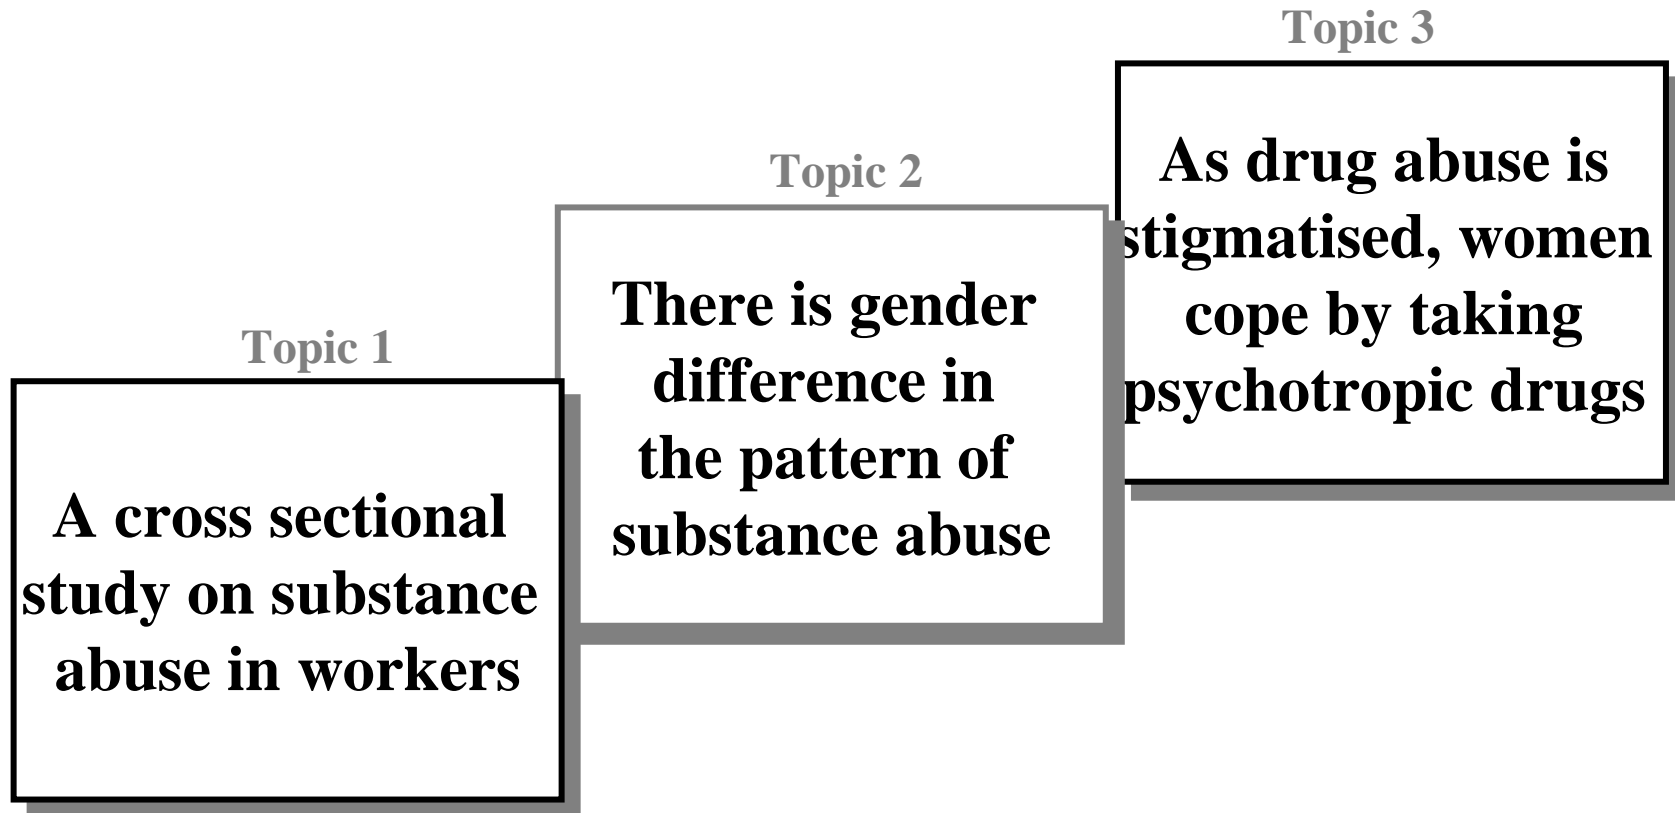 Topic 1
A cross sectional
study on substance
abuse in workers
Topic 2
There is gender
difference in
the pattern of
substance abuse
Topic 3
As drug abuse is
stigmatised, women
cope by taking
psychotropic drugs